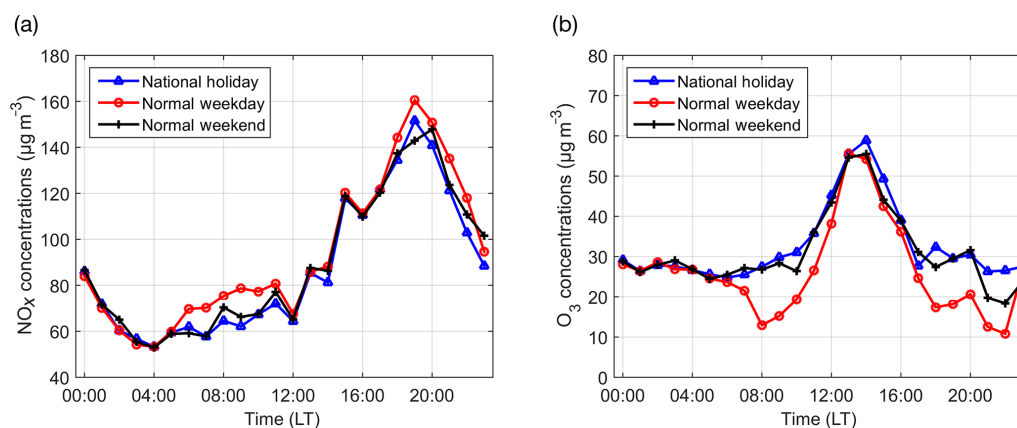 (a)
NOx concentrations (µg m−3)
180
160
140
120
100
80
60
40
National holiday
Normal weekday
Normal weekend
00:00 04:00 08:00 12:00 16:00 20:00
Time (LT)
(b)
O3 concentrations (µg m−3)
80
70
60
50
40
30
20
10
0
National holiday
Normal weekday
Normal weekend
00:00 04:00 08:00 12:00 16:00 20:00
Time (LT)